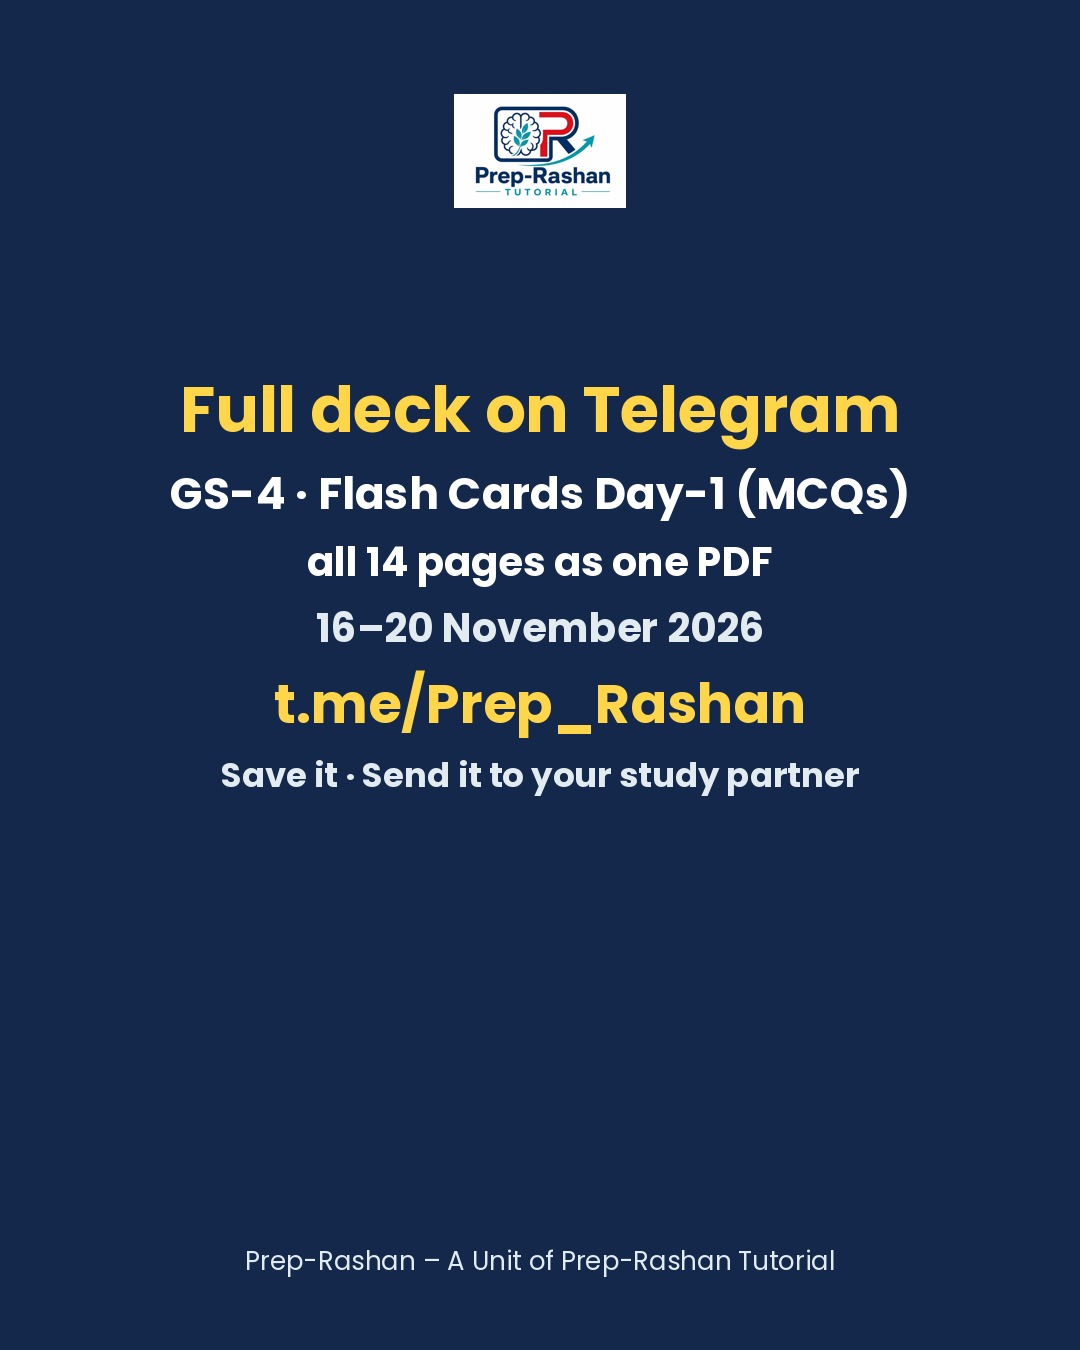 Prep-Rashan
TUTORIAL
Full deck on Telegram
GS-4 · Flash Cards Day-1 (MCQs)
all 14 pages as one PDF
16–20 November 2026
t.me/Prep_Rashan
Save it · Send it to your study partner
Prep-Rashan – A Unit of Prep-Rashan Tutorial